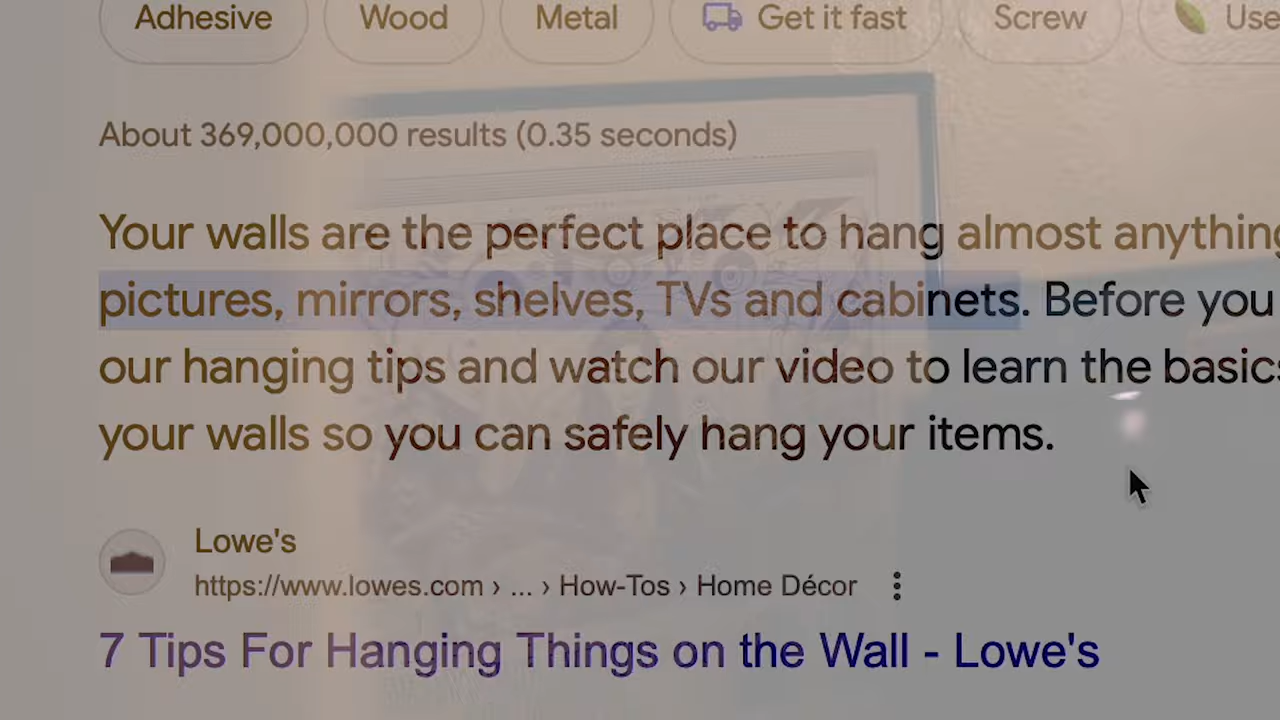 Adhesive Wood Metal Get it fast Screw Use
About 369,000,000 results (0.35 seconds)
Your walls are the perfect place to hang almost anything
pictures, mirrors, shelves, TVs and cabinets. Before you
our hanging tips and watch our video to learn the basics
your walls so you can safely hang your items.
Lowe's
https://www.lowes.com › ... › How-Tos › Home Décor
7 Tips For Hanging Things on the Wall - Lowe's